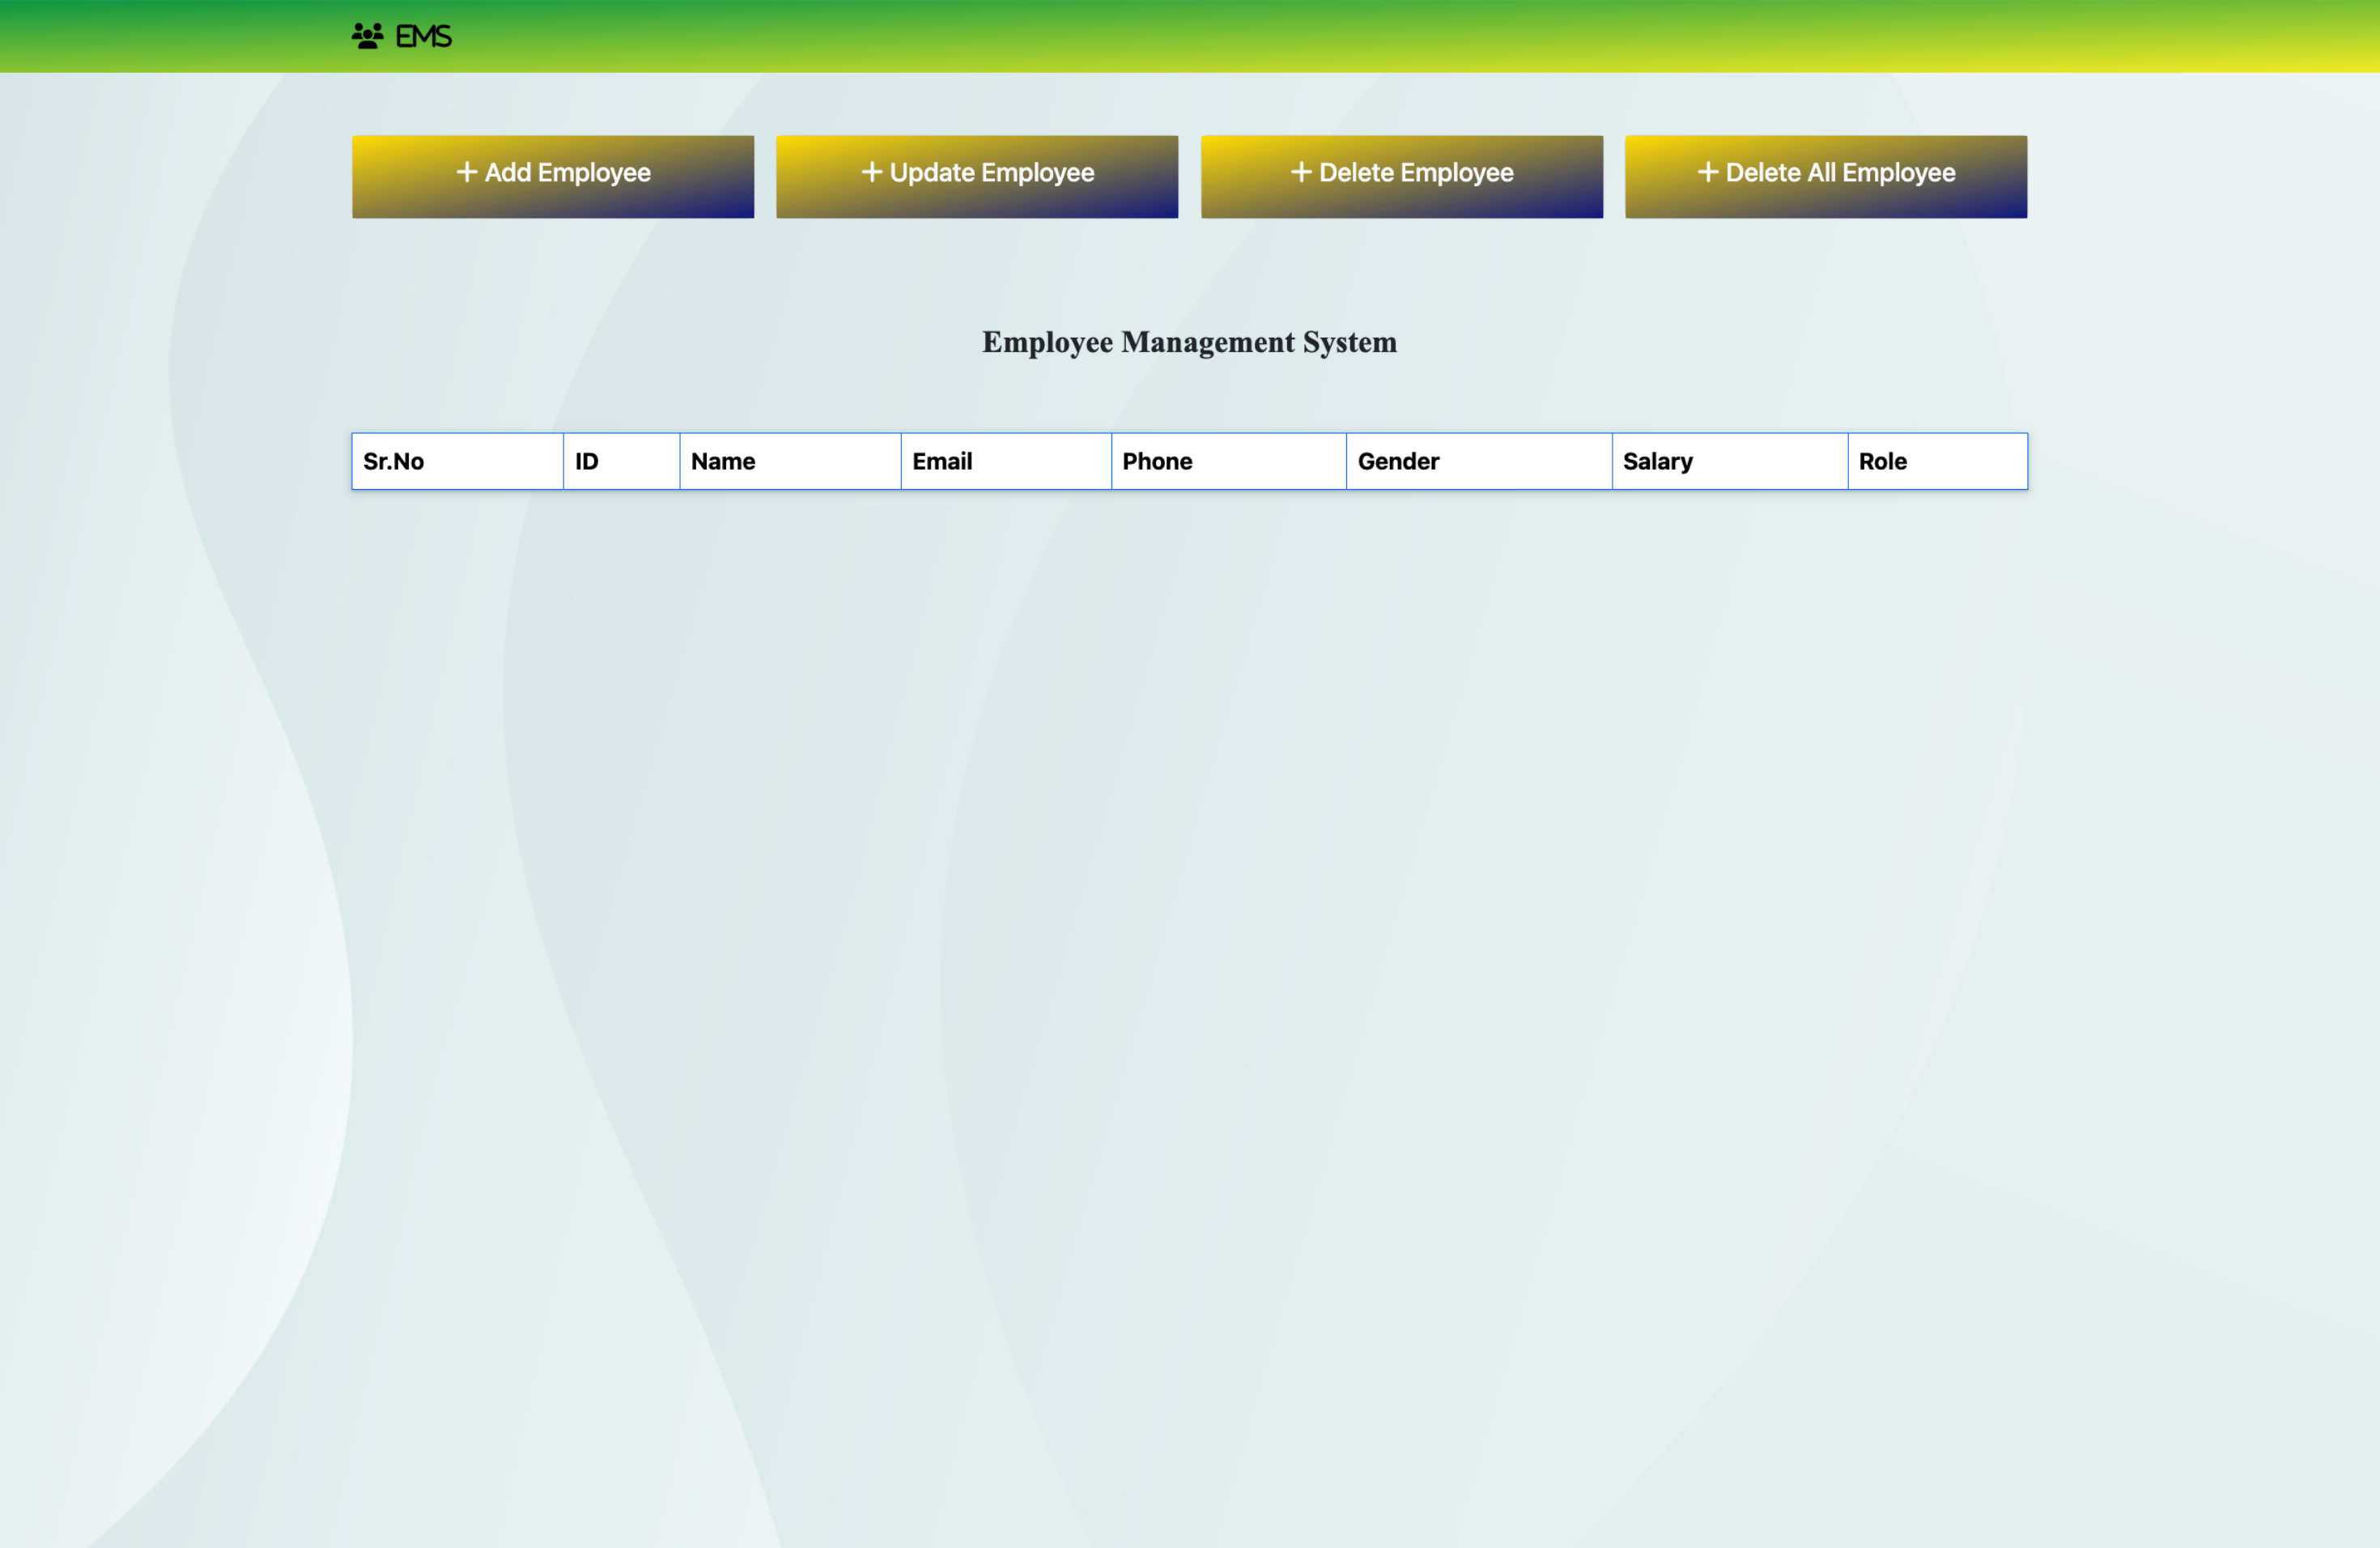 EMS
Add Employee
Update Employee
Delete Employee
Delete All Employee
Employee Management System
Sr.No ID Name Email Phone Gender Salary Role